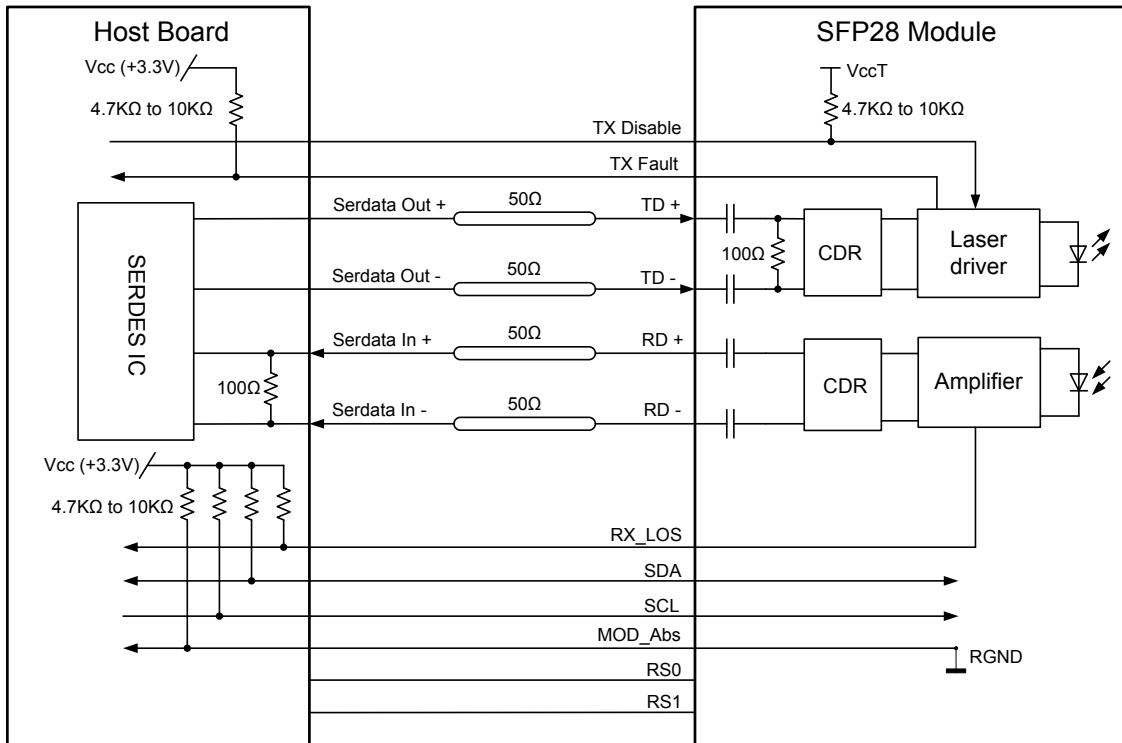 Host Board
SFP28 Module
Vcc (+3.3V)
4.7KΩ to 10KΩ
VccT
4.7KΩ to 10KΩ
TX Disable
TX Fault
SERDES IC
Serdata Out +
50Ω
TD +
100Ω
CDR
Laser
driver
Serdata Out -
50Ω
TD -
Serdata In +
50Ω
RD +
100Ω
CDR
Amplifier
Serdata In -
50Ω
RD -
Vcc (+3.3V)
4.7KΩ to 10KΩ
RX_LOS
SDA
SCL
MOD_Abs
RGND
RS0
RS1